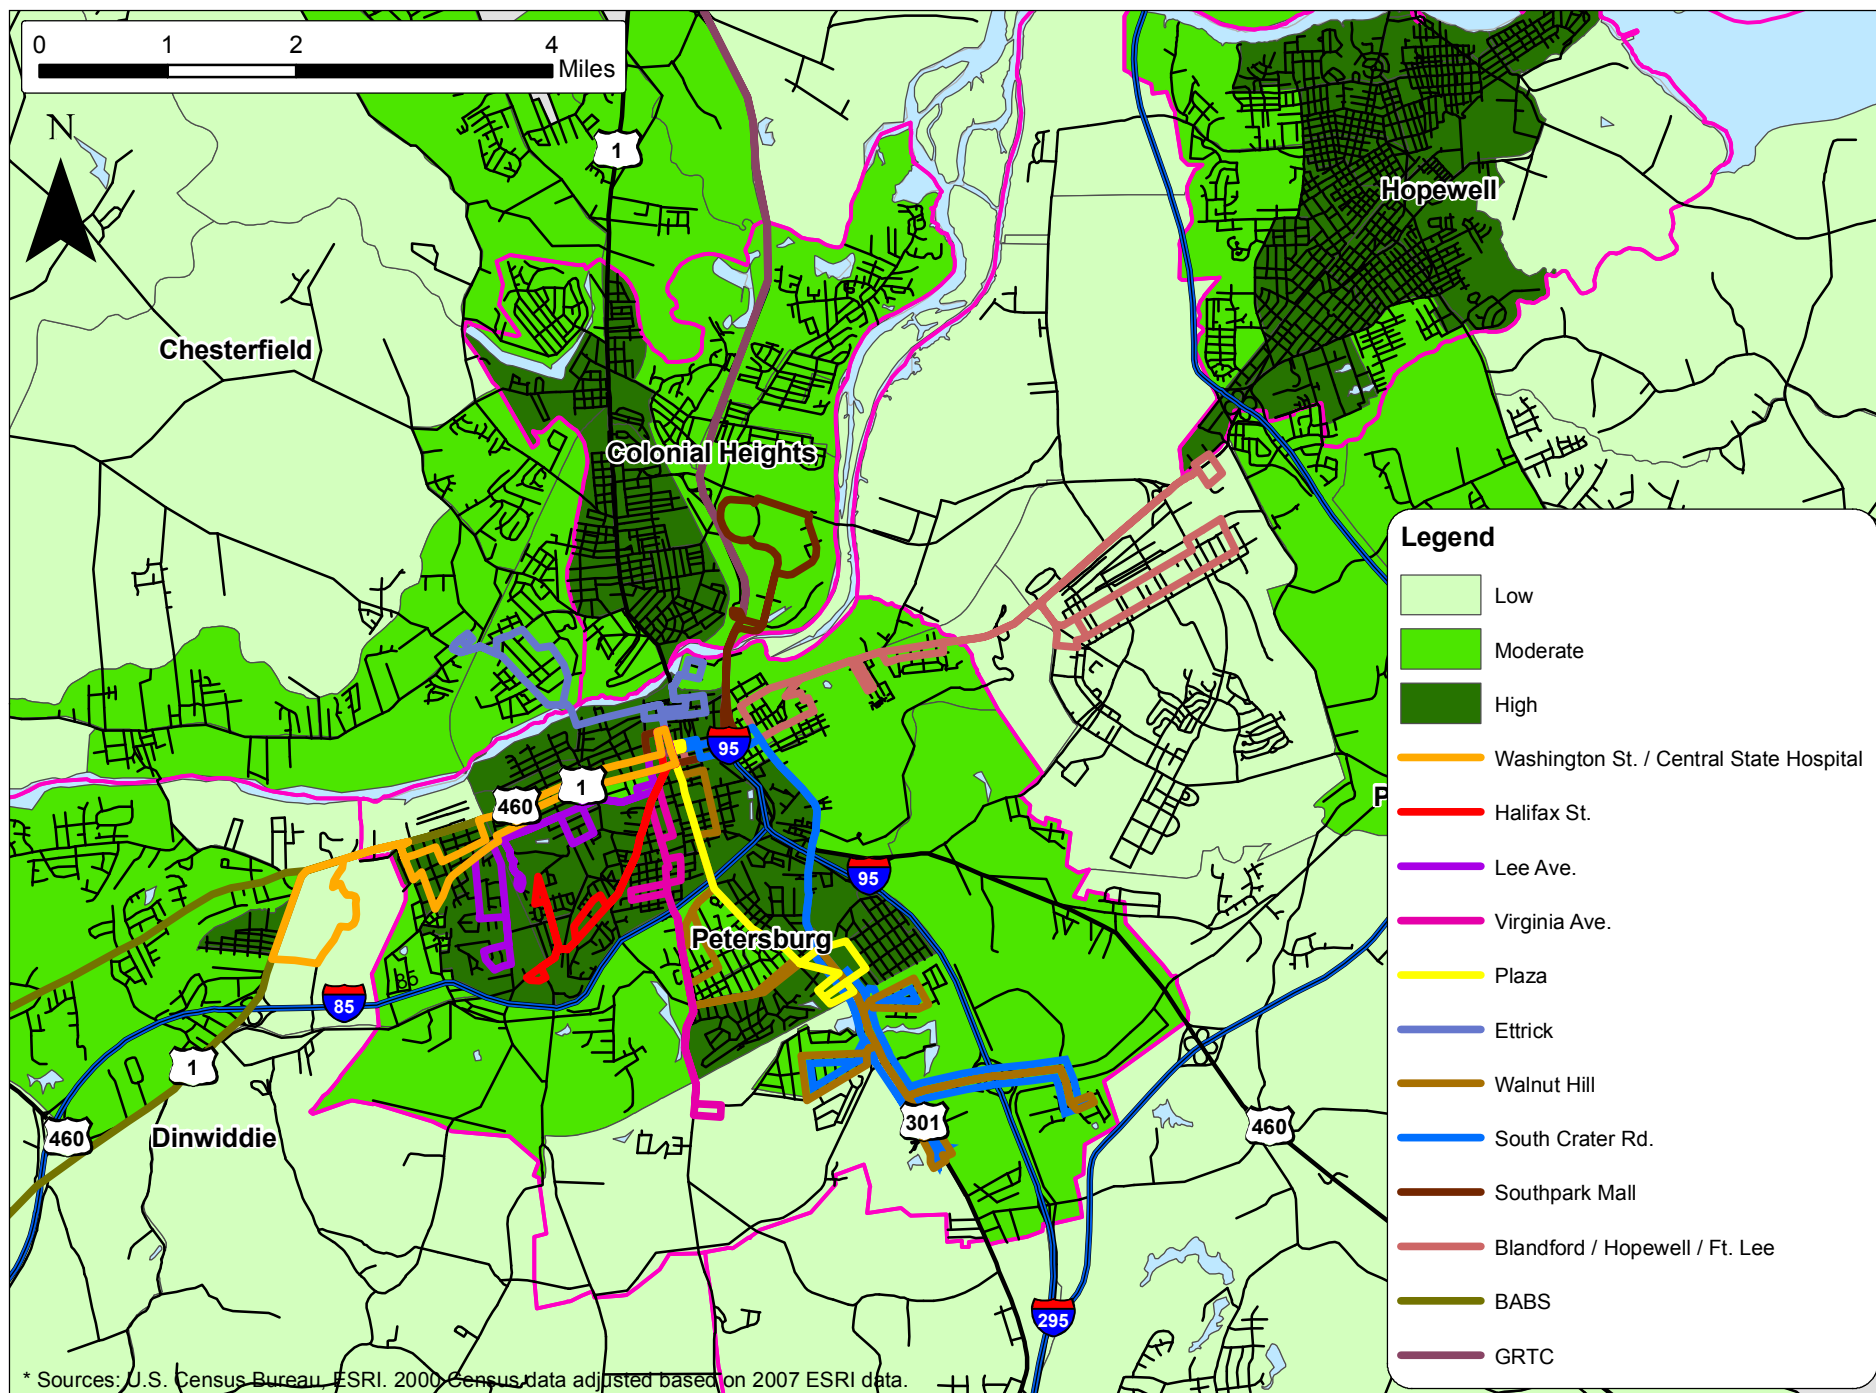 0 1 2 4
Miles
N
1
Hopewell
Chesterfield
Colonial Heights
Legend
Low
Moderate
High
Washington St. / Central State Hospital
Halifax St.
Lee Ave.
Virginia Ave.
Plaza
Ettrick
Walnut Hill
South Crater Rd.
Southpark Mall
Blandford / Hopewell / Ft. Lee
BABS
GRTC
95
1
460
P
95
Petersburg
85
85
1
460
Dinwiddie
301
460
295
* Sources: U.S. Census Bureau, ESRI. 2000 Census data adjusted based on 2007 ESRI data.